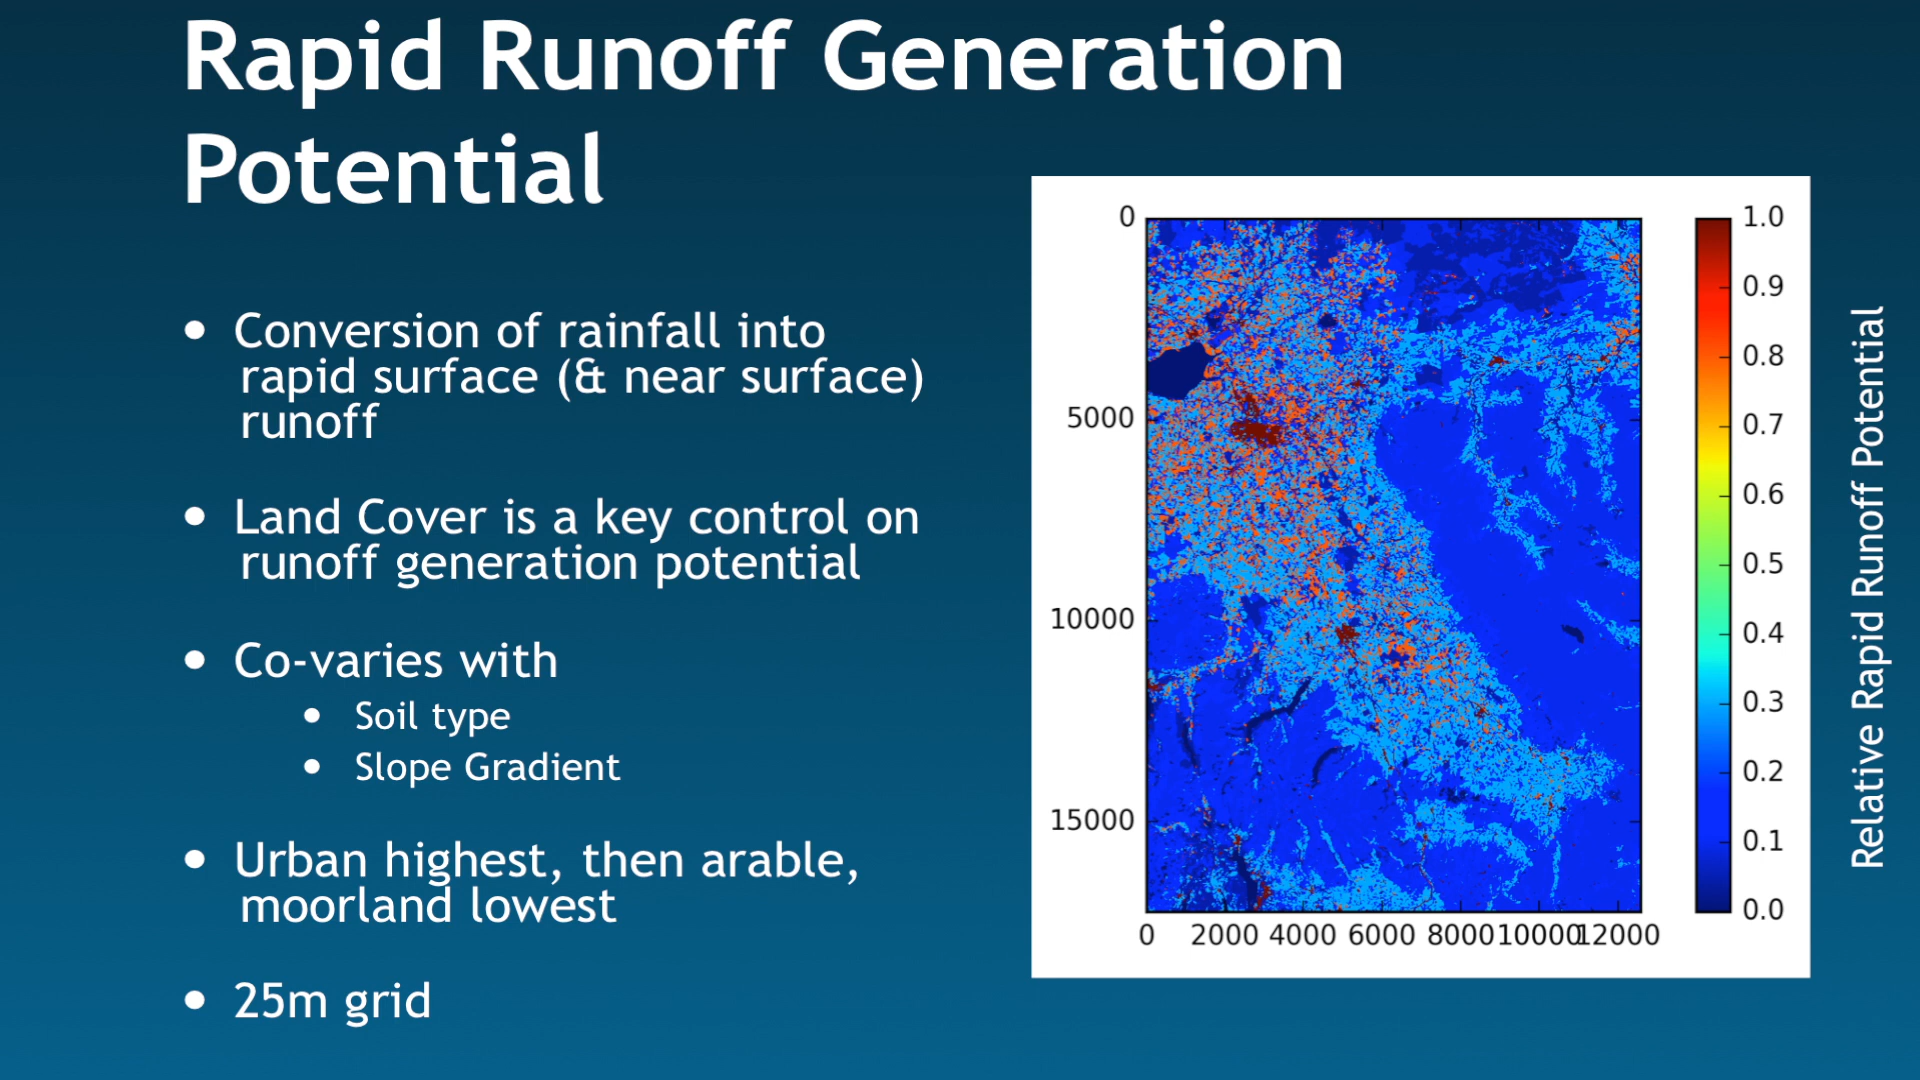 Rapid Runoff Generation
Potential
• Conversion of rainfall into
rapid surface (& near surface)
runoff
• Land Cover is a key control on
runoff generation potential
• Co-varies with
• Soil type
• Slope Gradient
• Urban highest, then arable,
moorland lowest
• 25m grid
0
5000
10000
15000
0 2000 4000 6000 8000 10000 12000
1.0
0.9
0.8
0.7
0.6
0.5
0.4
0.3
0.2
0.1
0.0
Relative Rapid Runoff Potential